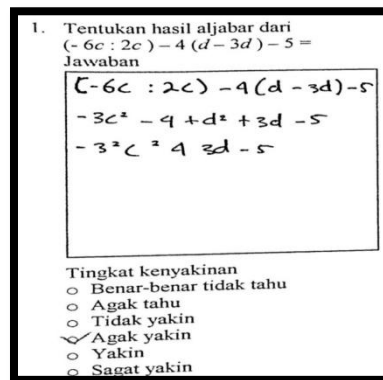 1. Tentukan hasil aljabar dari
(- 6c : 2c ) – 4 (d – 3d ) – 5 =
Jawaban
(-6c : 2c) - 4(d - 3d) - 5
-3c² - 4 + d² + 3d - 5
-3²c² 4 3d - 5
Tingkat kenyakinan
○ Benar-benar tidak tahu
○ Agak tahu
○ Tidak yakin
✓ Agak yakin
○ Yakin
○ Sagat yakin